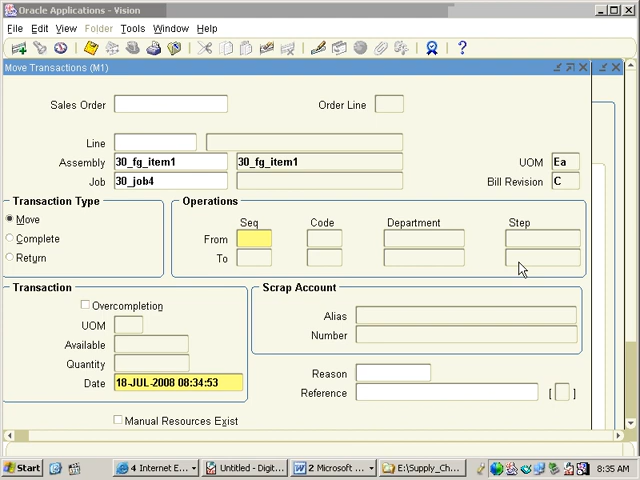 Oracle Applications - Vision
File Edit View Folder Tools Window Help
Move Transactions (M1)
Sales Order Order Line
Line
Assembly 30_fg_item1 30_fg_item1 UOM Ea
Job 30_job4 Bill Revision C
Transaction Type Operations
Move Seq Code Department Step
Complete From
Return To
Transaction Scrap Account
Overcompletion
UOM Alias
Available Number
Quantity
Date 18-JUL-2008 08:34:53 Reason
Reference [ ]
Manual Resources Exist
Start 4 Internet E... Untitled - Digit... 2 Microsoft ... E:\Supply_Ch... 8:35 AM